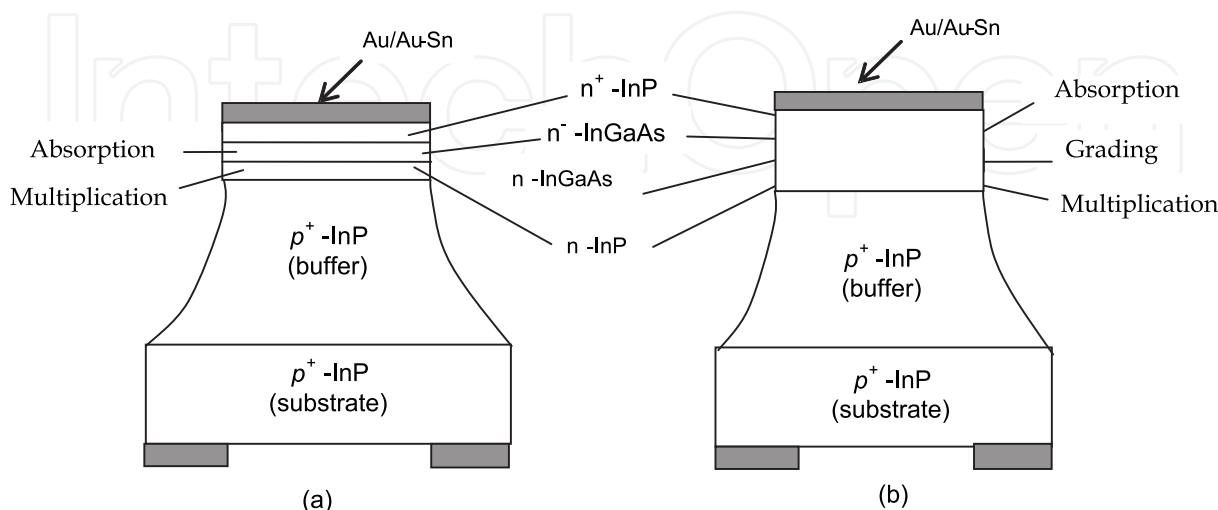 IntechOpen
Au/Au-Sn
Au/Au-Sn
n⁺ -InP
n⁻ -InGaAs
n -InGaAs
n -InP
Absorption
Multiplication
Absorption
Grading
Multiplication
p⁺ -InP
(buffer)
p⁺ -InP
(buffer)
p⁺ -InP
(substrate)
p⁺ -InP
(substrate)
(a)
(b)